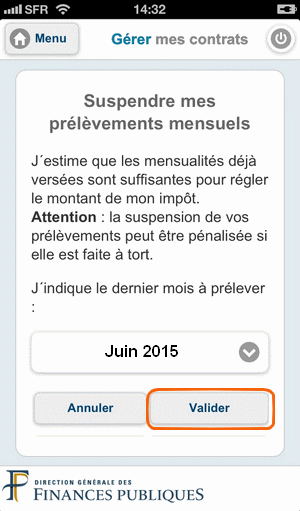 SFR 14:32
Menu Gérer mes contrats
Suspendre mes
prélèvements mensuels
J´estime que les mensualités déjà
versées sont suffisantes pour régler
le montant de mon impôt.
Attention : la suspension de vos
prélèvements peut être pénalisée si
elle est faite à tort.
J´indique le dernier mois à prélever
:
Juin 2015
Annuler Valider
DIRECTION GÉNÉRALE DES
FINANCES PUBLIQUES